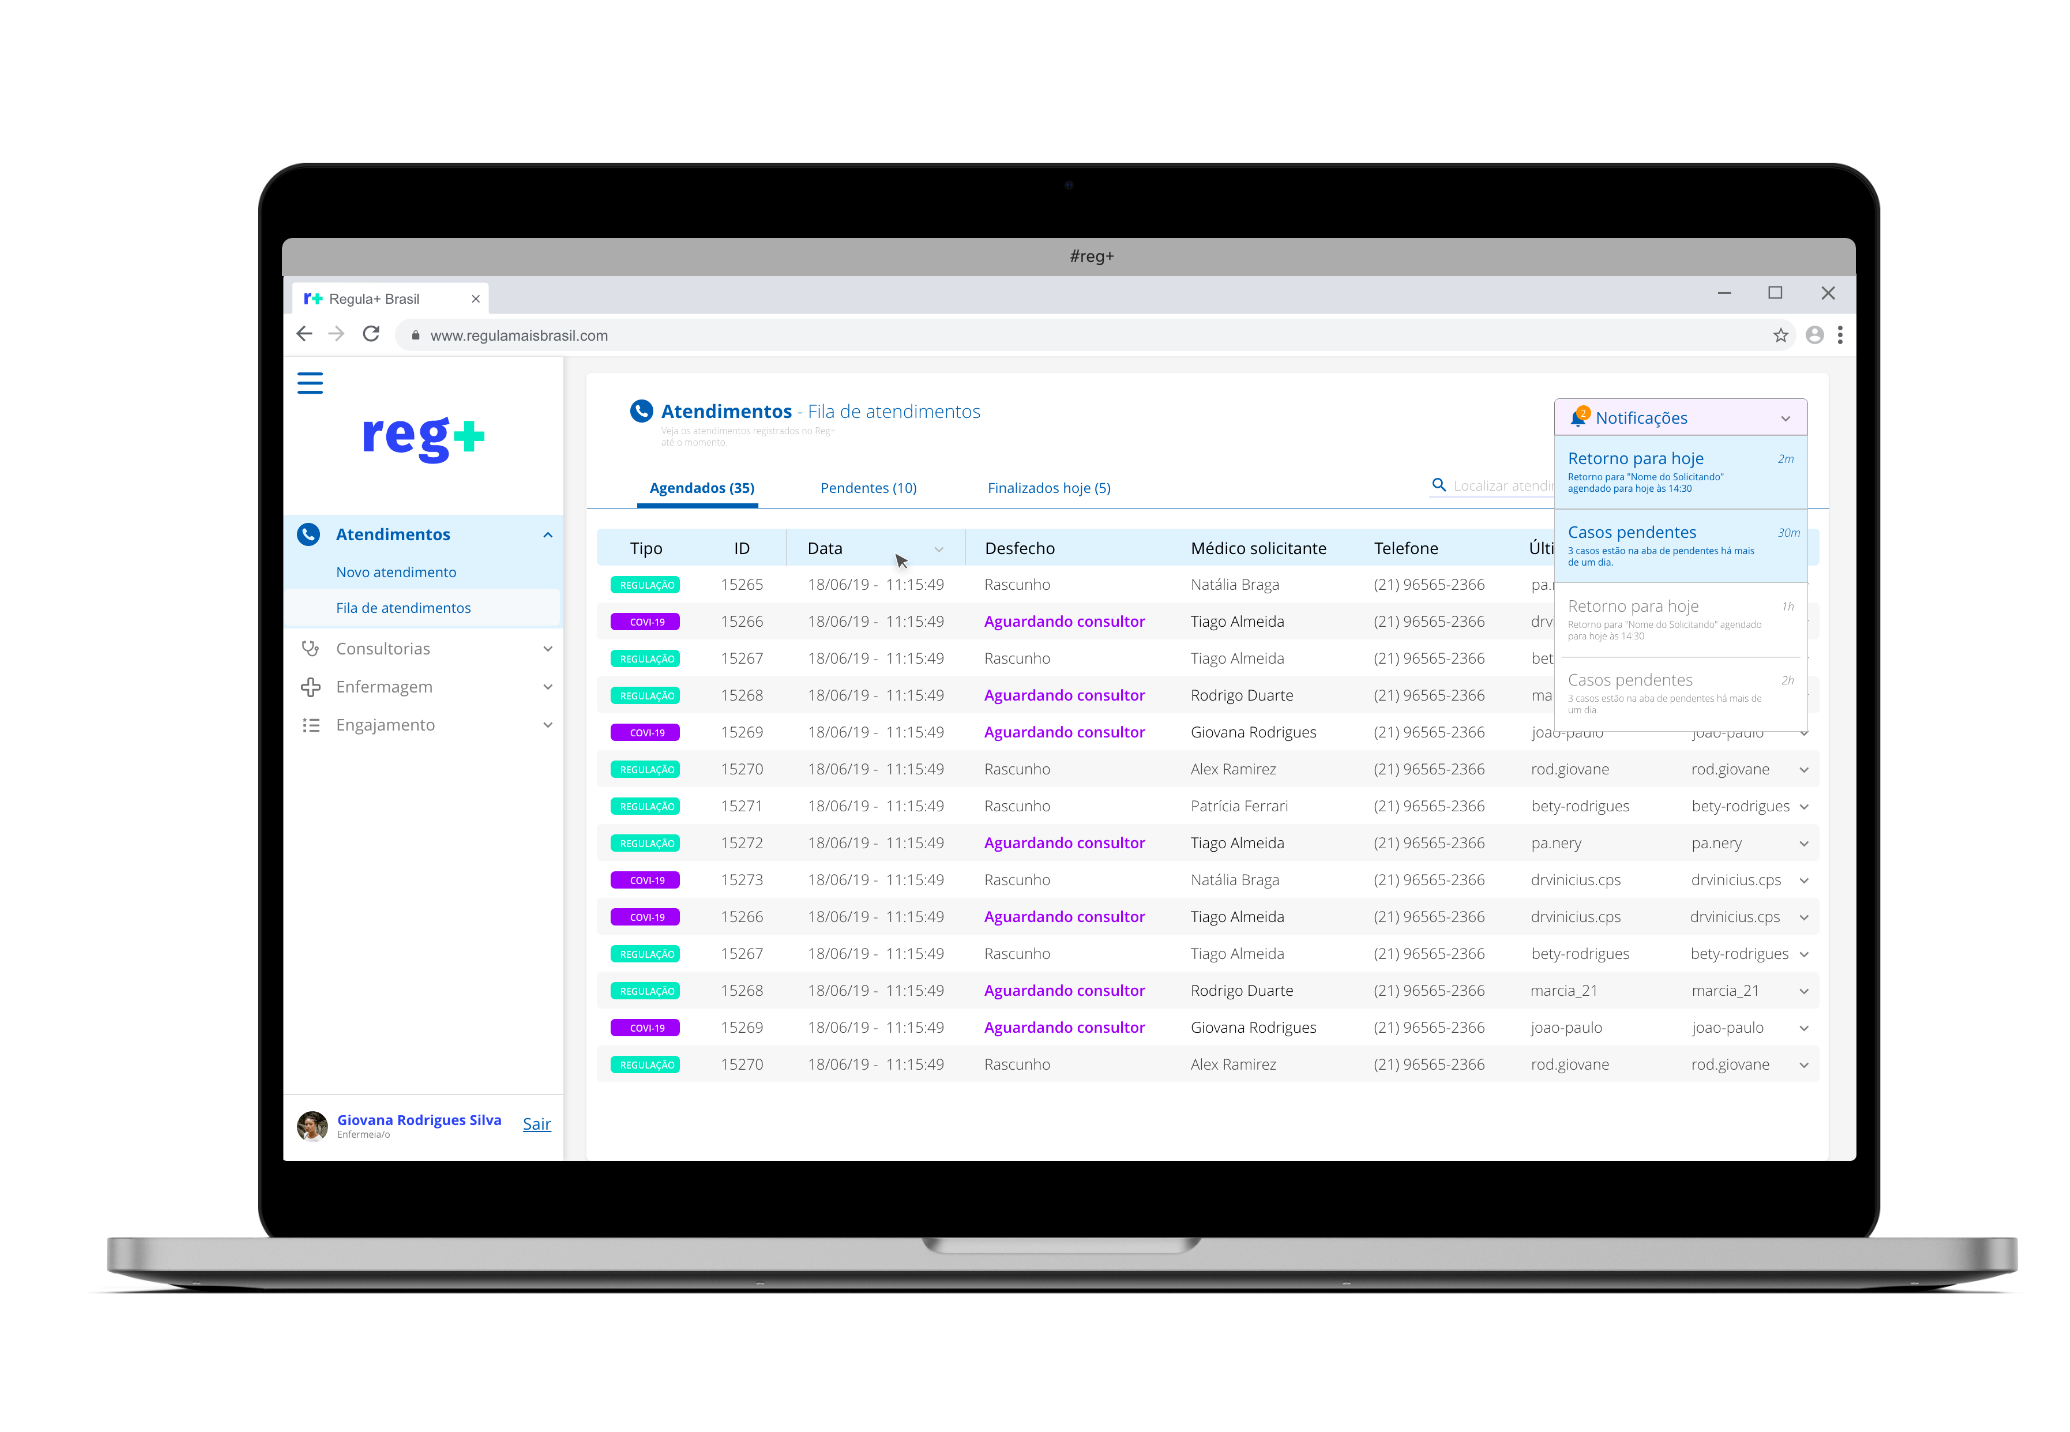 #reg+
r+ Regula+ Brasil
www.regulamaisbrasil.com
reg+
Atendimentos
Novo atendimento
Fila de atendimentos
Consultorias
Enfermagem
Engajamento
Giovana Rodrigues Silva
Enfermeia/o
Sair
Atendimentos - Fila de atendimentos
Veja os atendimentos registrados no Reg+
até o momento.
Agendados (35) Pendentes (10) Finalizados hoje (5) Localizar atendi
2 Notificações
Retorno para hoje 2m
Retorno para "Nome do Solicitando"
agendado para hoje às 14:30
Casos pendentes 30m
3 casos estão na aba de pendentes há mais
de um dia.
Retorno para hoje 1h
Retorno para "Nome do Solicitando" agendado
para hoje às 14:30
Casos pendentes 2h
3 casos estão na aba de pendentes há mais de
um dia
Tipo ID Data Desfecho Médico solicitante Telefone Últi
REGULAÇÃO 15265 18/06/19 - 11:15:49 Rascunho Natália Braga (21) 96565-2366 pa.
COVI-19 15266 18/06/19 - 11:15:49 Aguardando consultor Tiago Almeida (21) 96565-2366 drv
REGULAÇÃO 15267 18/06/19 - 11:15:49 Rascunho Tiago Almeida (21) 96565-2366 bet
REGULAÇÃO 15268 18/06/19 - 11:15:49 Aguardando consultor Rodrigo Duarte (21) 96565-2366 ma
COVI-19 15269 18/06/19 - 11:15:49 Aguardando consultor Giovana Rodrigues (21) 96565-2366 joao-paulo joao-paulo
REGULAÇÃO 15270 18/06/19 - 11:15:49 Rascunho Alex Ramirez (21) 96565-2366 rod.giovane rod.giovane
REGULAÇÃO 15271 18/06/19 - 11:15:49 Rascunho Patrícia Ferrari (21) 96565-2366 bety-rodrigues bety-rodrigues
REGULAÇÃO 15272 18/06/19 - 11:15:49 Aguardando consultor Tiago Almeida (21) 96565-2366 pa.nery pa.nery
COVI-19 15273 18/06/19 - 11:15:49 Rascunho Natália Braga (21) 96565-2366 drvinicius.cps drvinicius.cps
COVI-19 15266 18/06/19 - 11:15:49 Aguardando consultor Tiago Almeida (21) 96565-2366 drvinicius.cps drvinicius.cps
REGULAÇÃO 15267 18/06/19 - 11:15:49 Rascunho Tiago Almeida (21) 96565-2366 bety-rodrigues bety-rodrigues
REGULAÇÃO 15268 18/06/19 - 11:15:49 Aguardando consultor Rodrigo Duarte (21) 96565-2366 marcia_21 marcia_21
COVI-19 15269 18/06/19 - 11:15:49 Aguardando consultor Giovana Rodrigues (21) 96565-2366 joao-paulo joao-paulo
REGULAÇÃO 15270 18/06/19 - 11:15:49 Rascunho Alex Ramirez (21) 96565-2366 rod.giovane rod.giovane